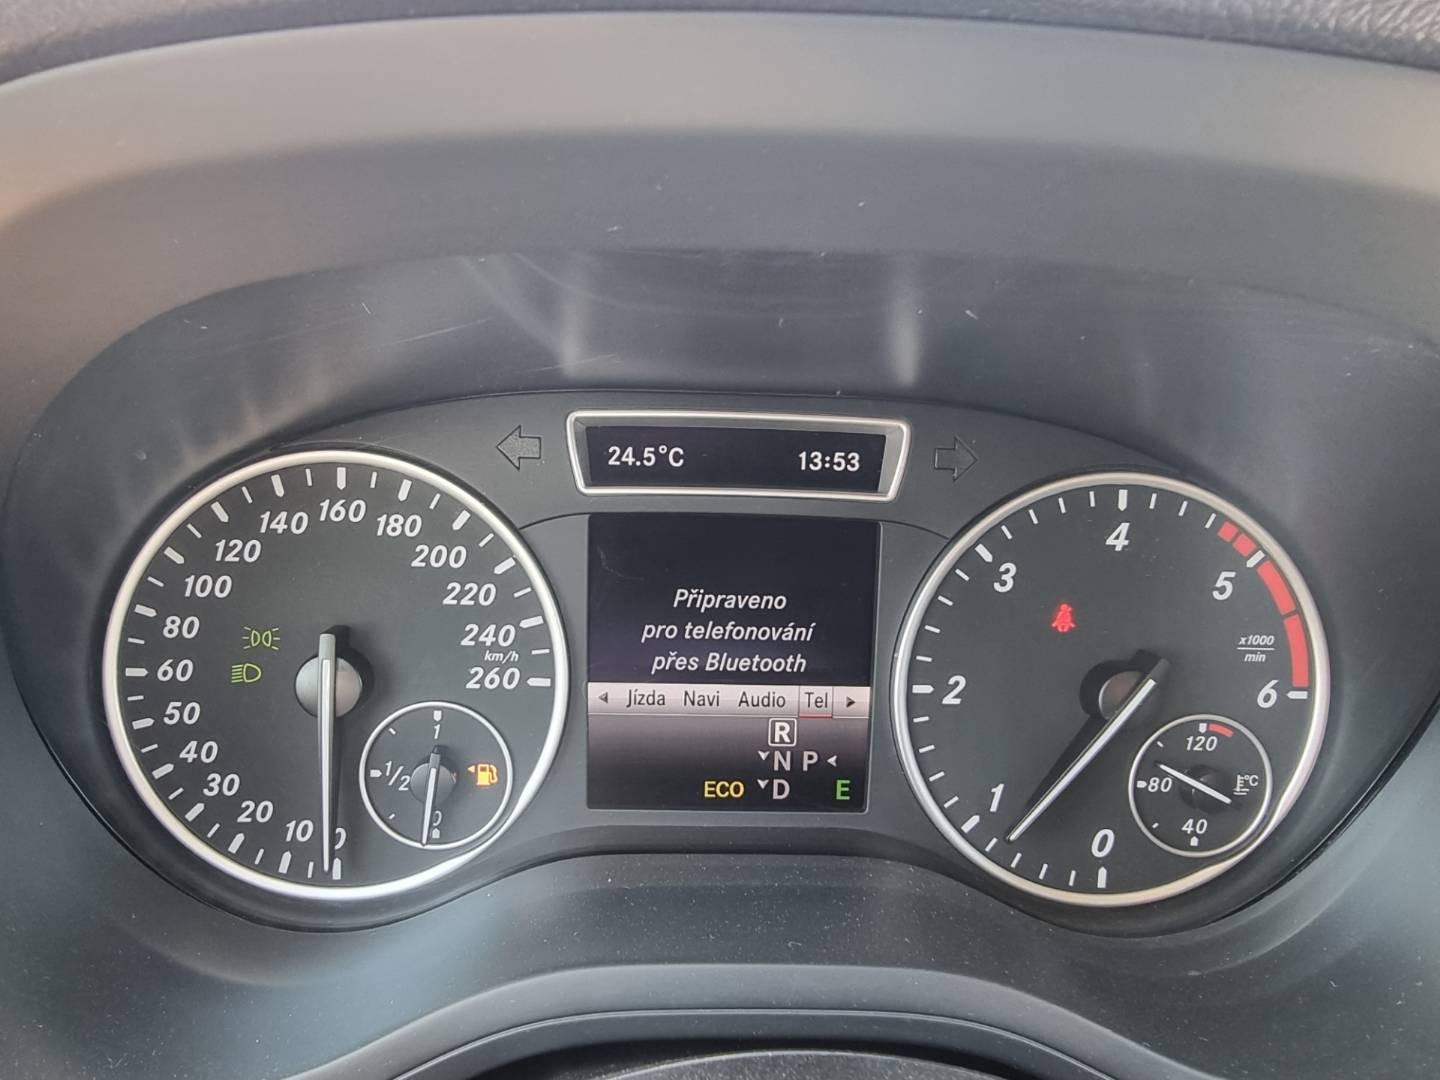 24.5°C 13:53
160
140 180
120 200
100 220
80 240
km/h
60 260
50
40
30
20
10
0
1
1/2
0
Připraveno
pro telefonování
přes Bluetooth
Jízda Navi Audio Tel
R
N P
ECO D E
4
3 5
x1000
min
2 6
1 0
120
80 °C
40